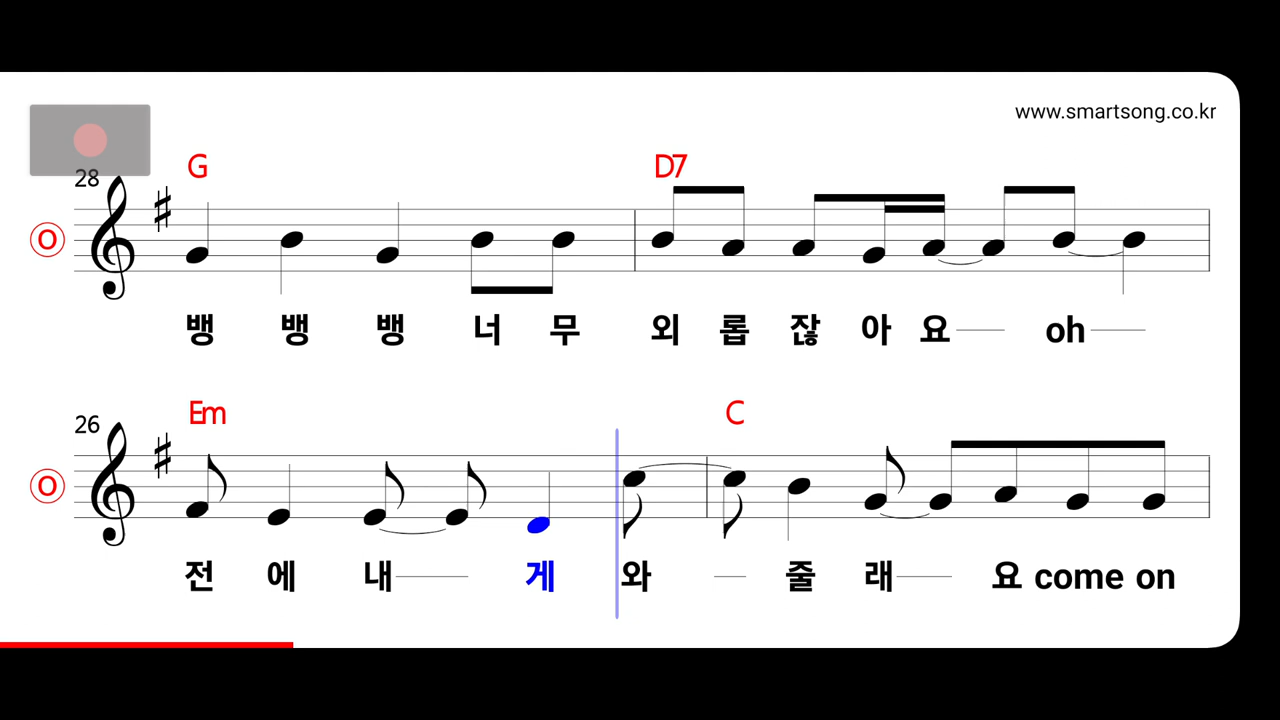 www.smartsong.co.kr
G D7
28
O
뱅 뱅 뱅 너 무 외 롭 잖 아 요 oh
Em C
26
O
전 에 내 게 와 줄 래 요 come on